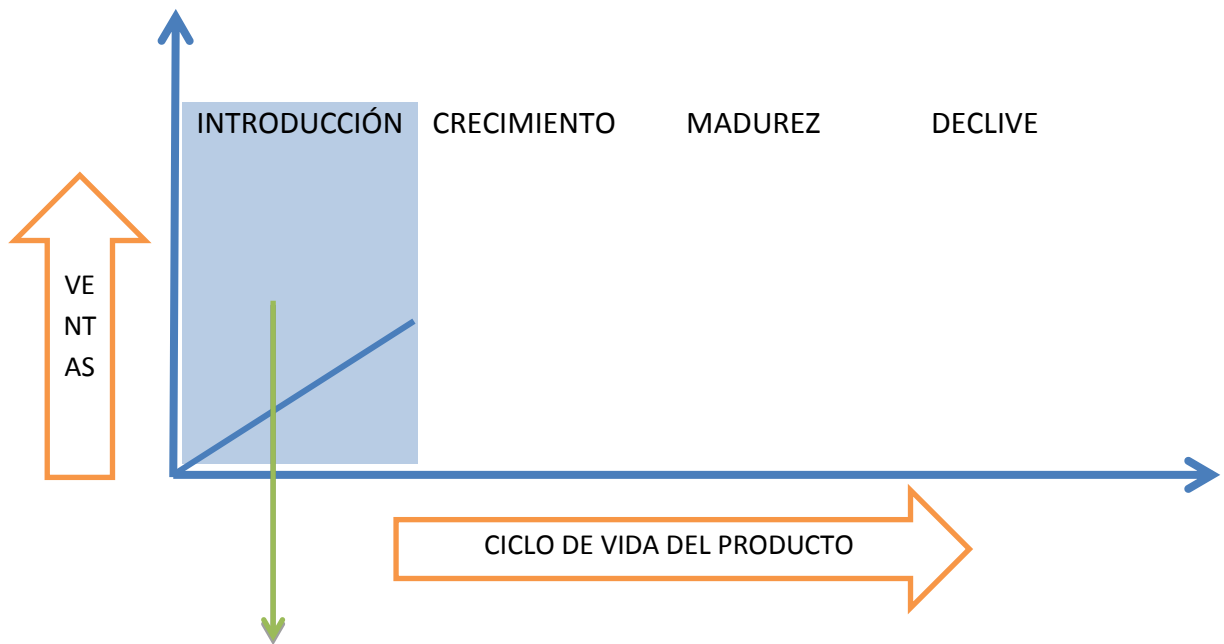 INTRODUCCIÓN CRECIMIENTO MADUREZ DECLIVE
VE
NT
AS
CICLO DE VIDA DEL PRODUCTO